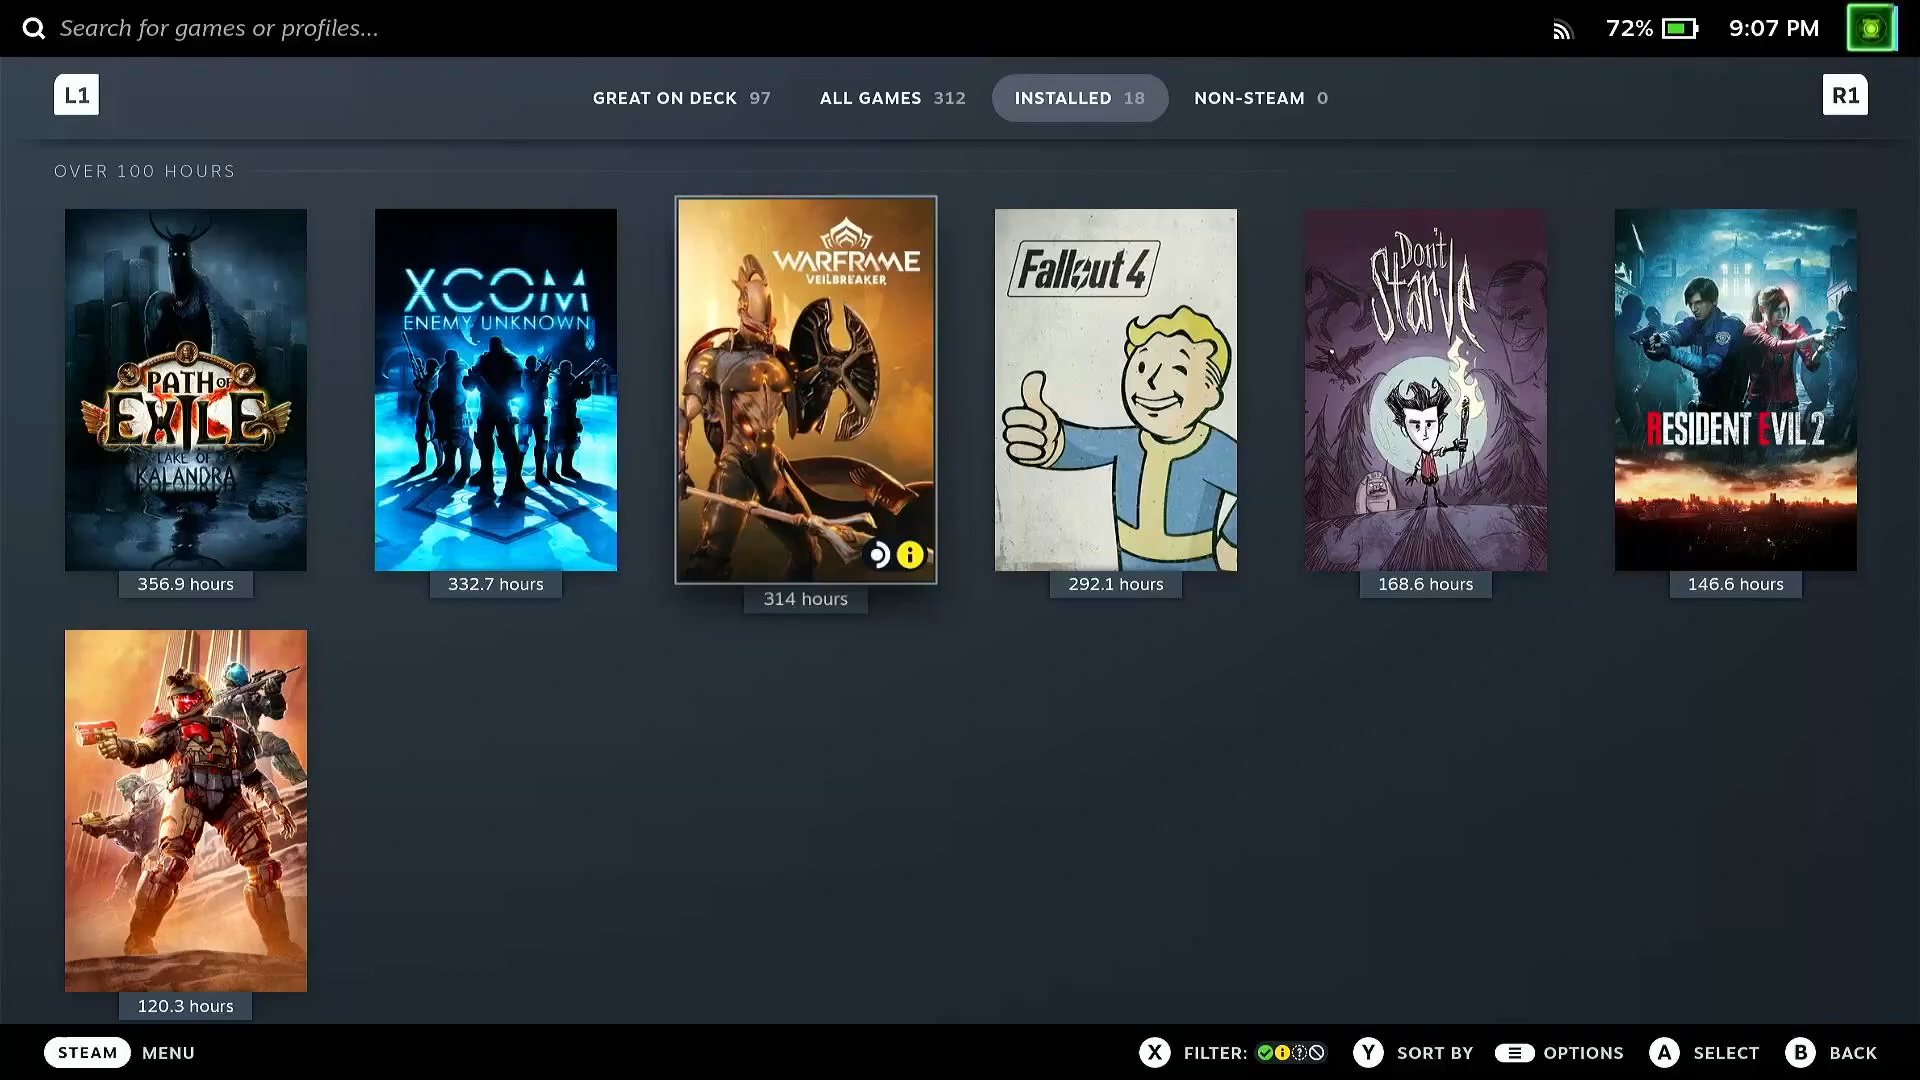 Search for games or profiles...
72%
9:07 PM
L1
GREAT ON DECK 97
ALL GAMES 312
INSTALLED 18
NON-STEAM 0
R1
OVER 100 HOURS
PATH OF
EXILE
LAKE OF
KALANDRA
356.9 hours
XCOM
ENEMY UNKNOWN
332.7 hours
WARFRAME
VEILBREAKER
314 hours
Fallout 4
292.1 hours
Don't
Starve
168.6 hours
RESIDENT EVIL 2
146.6 hours
120.3 hours
STEAM MENU
X FILTER:
Y SORT BY
OPTIONS
A SELECT
B BACK